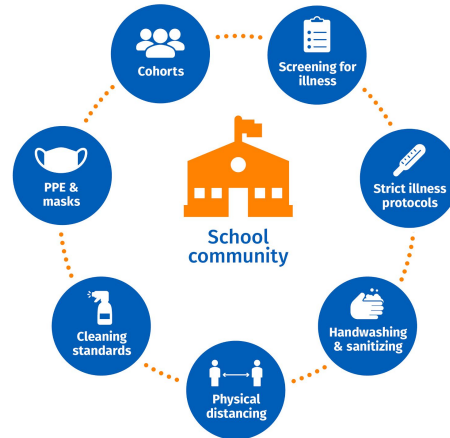 Cohorts
Screening for
illness
Strict illness
protocols
Handwashing
& sanitizing
Physical
distancing
Cleaning
standards
PPE &
masks
School
community